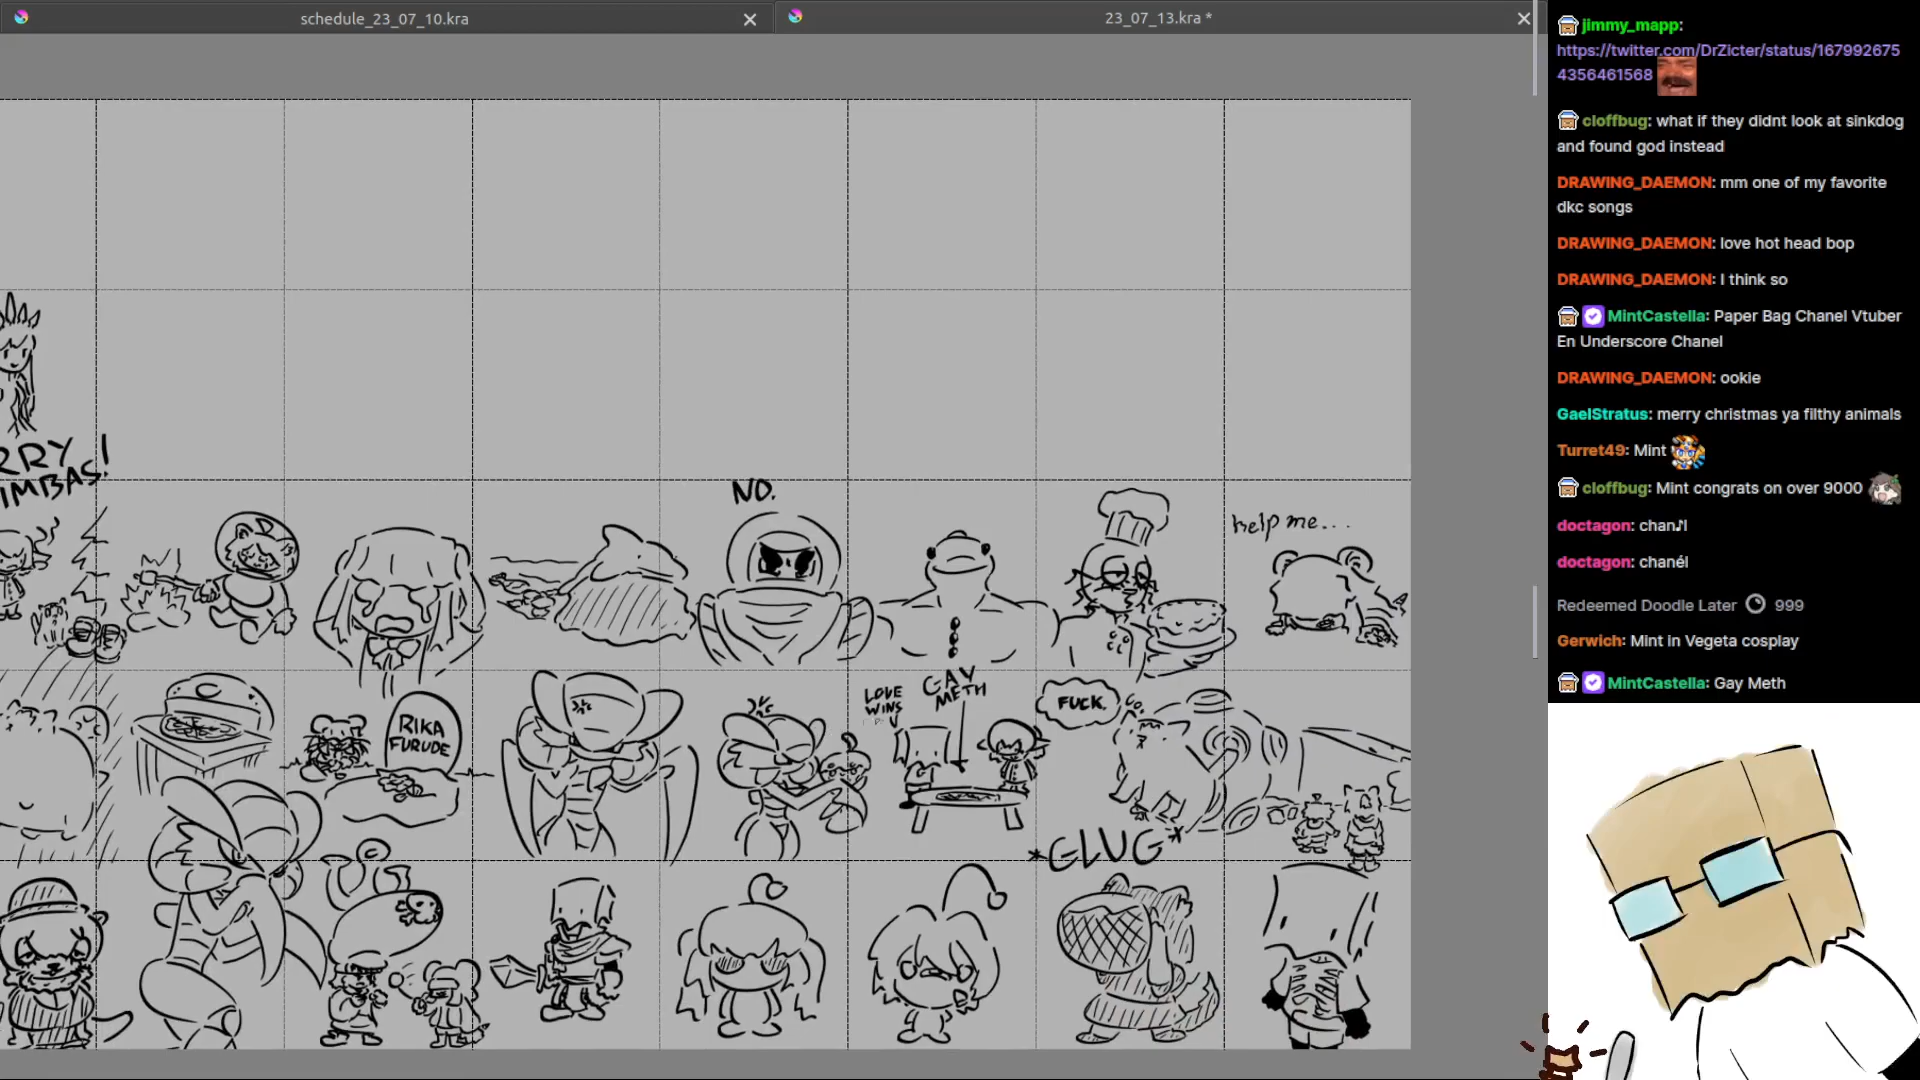 schedule_23_07_10.kra
23_07_13.kra *
jimmy_mapp:
https://twitter.com/DrZicter/status/167992675
4356461568
cloffbug: what if they didnt look at sinkdog
and found god instead
DRAWING_DAEMON: mm one of my favorite
dkc songs
DRAWING_DAEMON: love hot head bop
DRAWING_DAEMON: I think so
MintCastella: Paper Bag Chanel Vtuber
En Underscore Chanel
DRAWING_DAEMON: ookie
GaelStratus: merry christmas ya filthy animals
Turret49: Mint
cloffbug: Mint congrats on over 9000
doctagon: chan♪l
doctagon: chanél
Redeemed Doodle Later 999
Gerwich: Mint in Vegeta cosplay
MintCastella: Gay Meth
RRY
IMBAS!
NO.
help me...
RIKA
FURUDE
LOVE
WINS
GAY
METH
FUCK.
*GLUG*